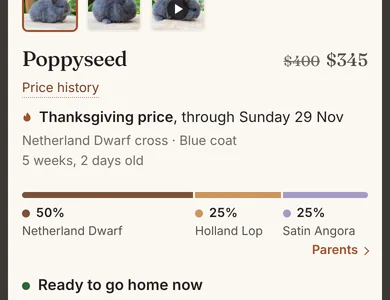 Poppyseed
$400 $345
Price history
Thanksgiving price, through Sunday 29 Nov
Netherland Dwarf cross · Blue coat
5 weeks, 2 days old
50%
Netherland Dwarf
25%
Holland Lop
25%
Satin Angora
Parents >
Ready to go home now